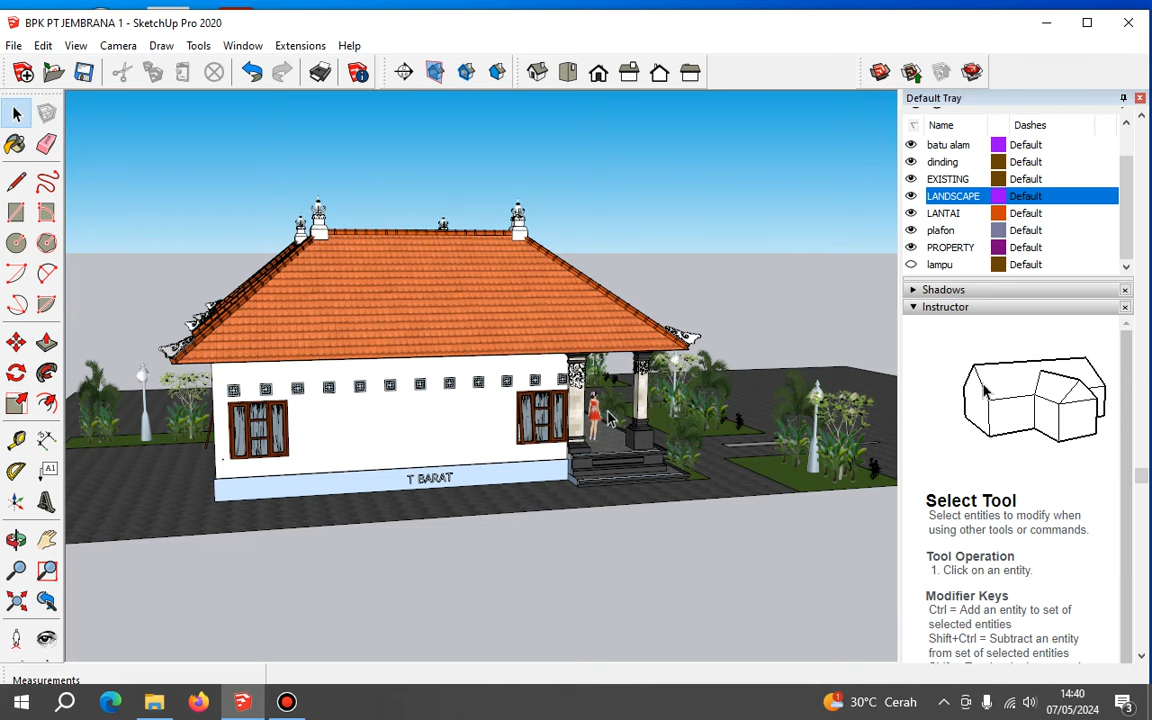 BPK PT JEMBRANA 1 - SketchUp Pro 2020
File Edit View Camera Draw Tools Window Extensions Help
Default Tray
Name Dashes
batu alam Default
dinding Default
EXISTING Default
LANDSCAPE Default
LANTAI Default
plafon Default
PROPERTY Default
lampu Default
Shadows
Instructor
A1
T BARAT
Select Tool
Select entities to modify when
using other tools or commands.
Tool Operation
1. Click on an entity.
Modifier Keys
Ctrl = Add an entity to set of
selected entities
Shift+Ctrl = Subtract an entity
from set of selected entities
Measurements
30°C Cerah
14:40
07/05/2024
3